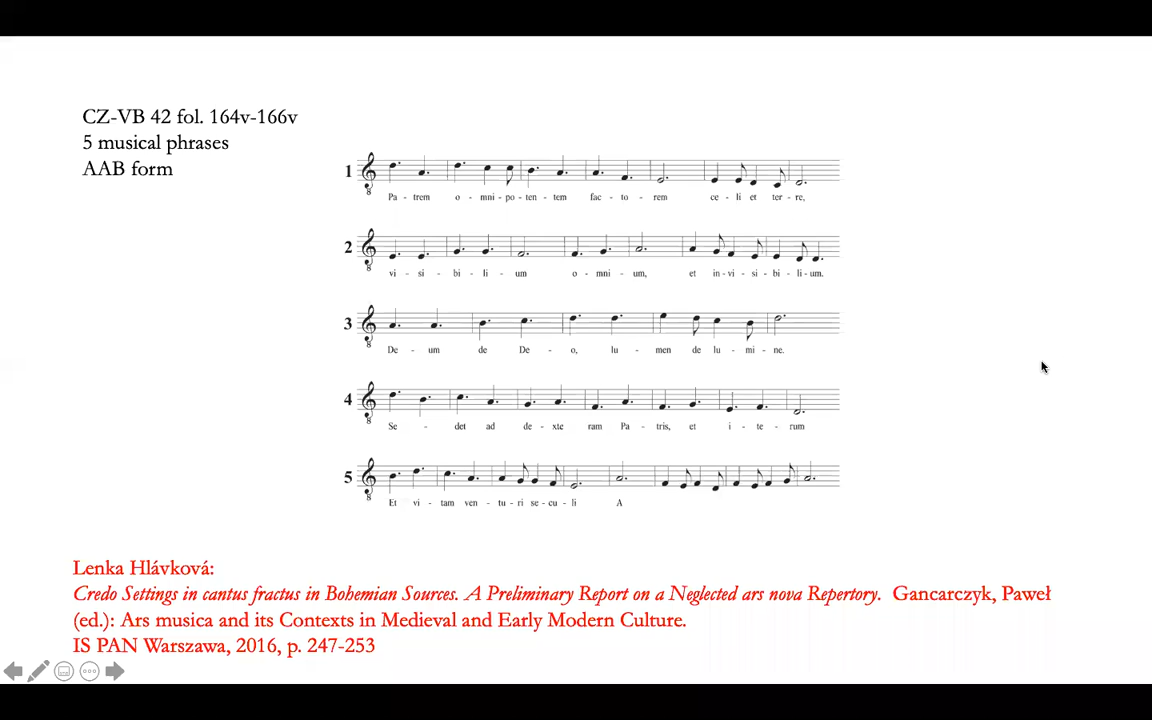 CZ-VB 42 fol. 164v-166v
5 musical phrases
AAB form
1
Pa - trem o - mni - po - ten - tem fac - to - rem ce - li et ter - re,
2
vi - si - bi - li - um o - mni - um, et in - vi - si - bi - li - um.
3
De - um de De - o, lu - men de lu - mi - ne.
4
Se - det ad de - xte ram Pa - tris, et i - te - rum
5
Et vi - tam ven - tu - ri se - cu - li A
Lenka Hlávková:
Credo Settings in cantus fractus in Bohemian Sources. A Preliminary Report on a Neglected ars nova Repertory. Gancarczyk, Paweł
(ed.): Ars musica and its Contexts in Medieval and Early Modern Culture.
IS PAN Warszawa, 2016, p. 247-253